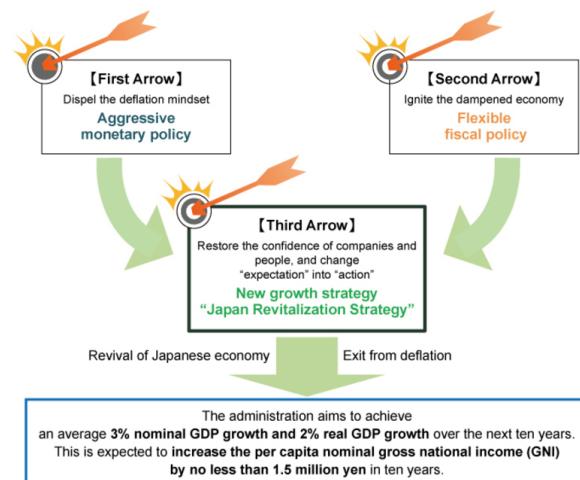 【First Arrow】
Dispel the deflation mindset
Aggressive
monetary policy
【Second Arrow】
Ignite the dampened economy
Flexible
fiscal policy
【Third Arrow】
Restore the confidence of companies and
people, and change
“expectation” into “action”
New growth strategy
“Japan Revitalization Strategy”
Revival of Japanese economy
Exit from deflation
The administration aims to achieve
an average 3% nominal GDP growth and 2% real GDP growth over the next ten years.
This is expected to increase the per capita nominal gross national income (GNI)
by no less than 1.5 million yen in ten years.